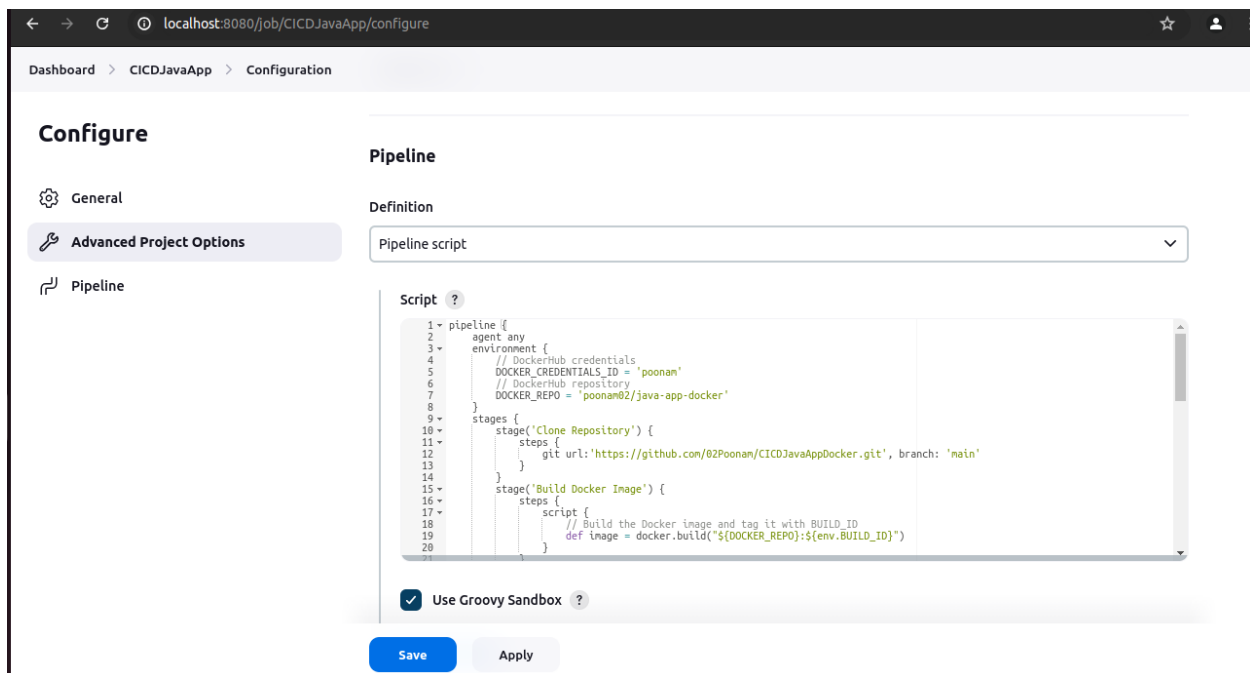 localhost:8080/job/CICDJavaApp/configure
Dashboard > CICDJavaApp > Configuration
Configure
General
Advanced Project Options
Pipeline
Pipeline
Definition
Pipeline script
Script ?
1 pipeline {
2 agent any
3 environment {
4 // DockerHub credentials
5 DOCKER_CREDENTIALS_ID = 'poonam'
6 // DockerHub repository
7 DOCKER_REPO = 'poonam02/java-app-docker'
8 }
9 stages {
10 stage('Clone Repository') {
11 steps {
12 git url:'https://github.com/02Poonam/CICDJavaAppDocker.git', branch: 'main'
13 }
14 }
15 stage('Build Docker Image') {
16 steps {
17 script {
18 // Build the Docker image and tag it with BUILD_ID
19 def image = docker.build("${DOCKER_REPO}:${env.BUILD_ID}")
20 }
21 }
Use Groovy Sandbox ?
Save
Apply